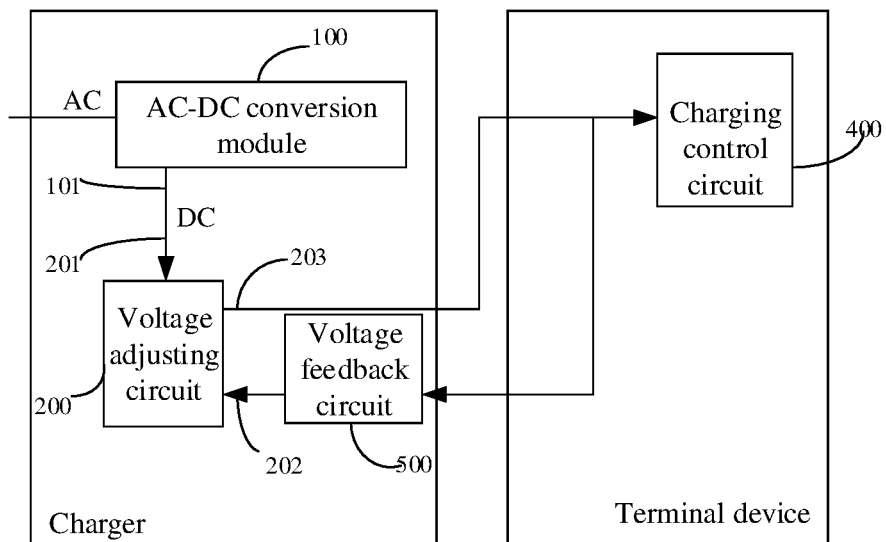 100
AC
AC-DC conversion
module
Charging
control
circuit
400
101
DC
201
203
Voltage
adjusting
circuit
Voltage
feedback
circuit
200
202
500
Charger
Terminal device